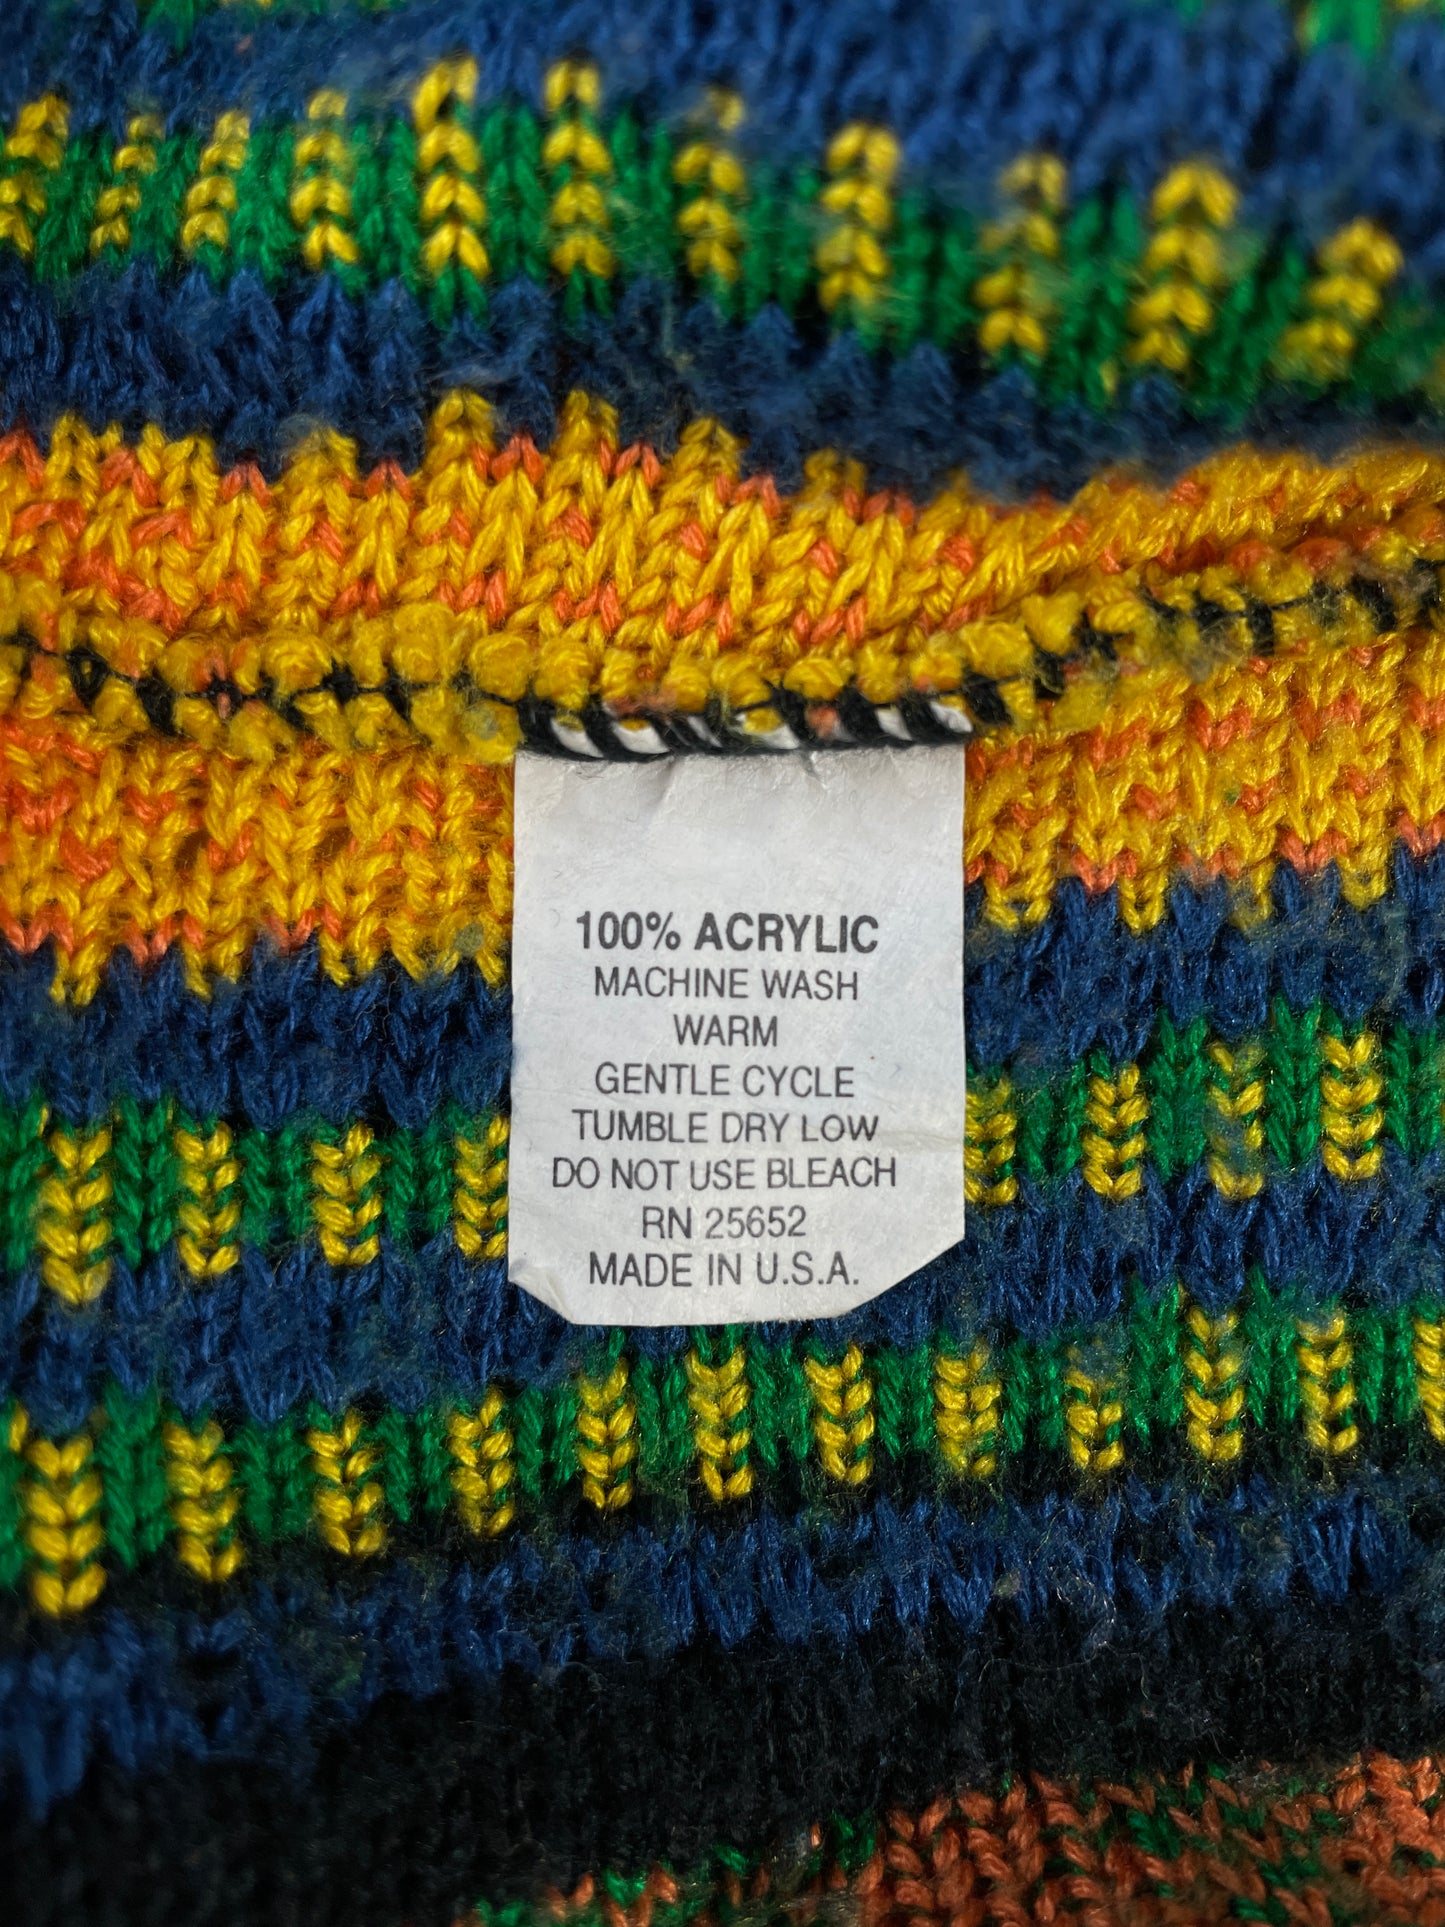 100% ACRYLIC
MACHINE WASH
WARM
GENTLE CYCLE
TUMBLE DRY LOW
DO NOT USE BLEACH
RN 25652
MADE IN U.S.A.